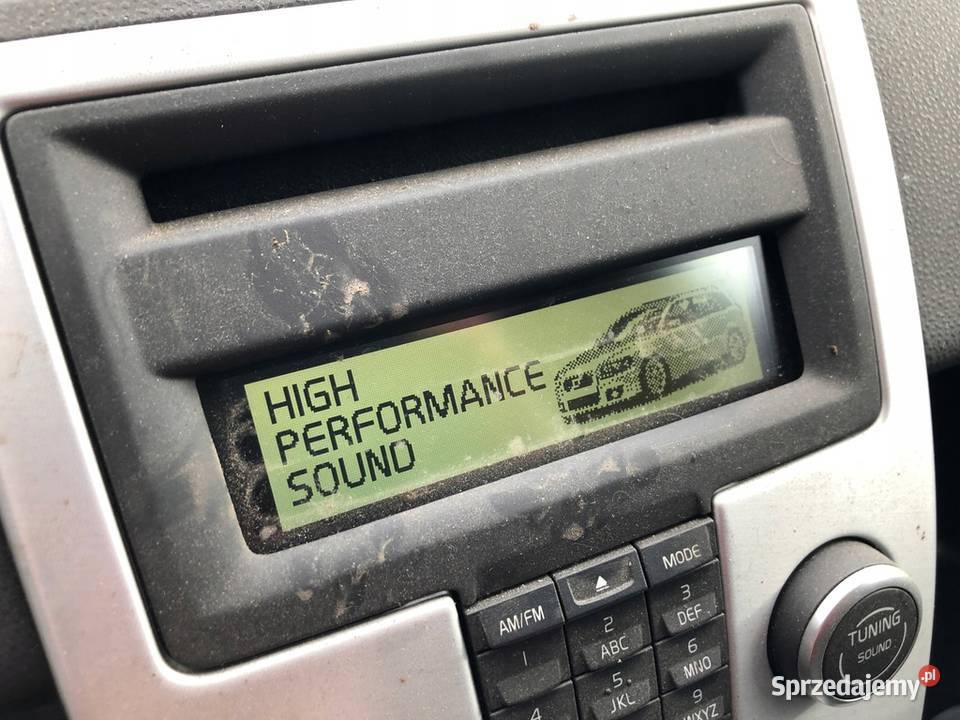 HIGH
PERFORMANCE
SOUND
MODE
AM/FM
1
2
ABC
3
DEF
4
5
JKL
6
MNO
9
WXYZ
TUNING
SOUND
Sprzedajemy.pl